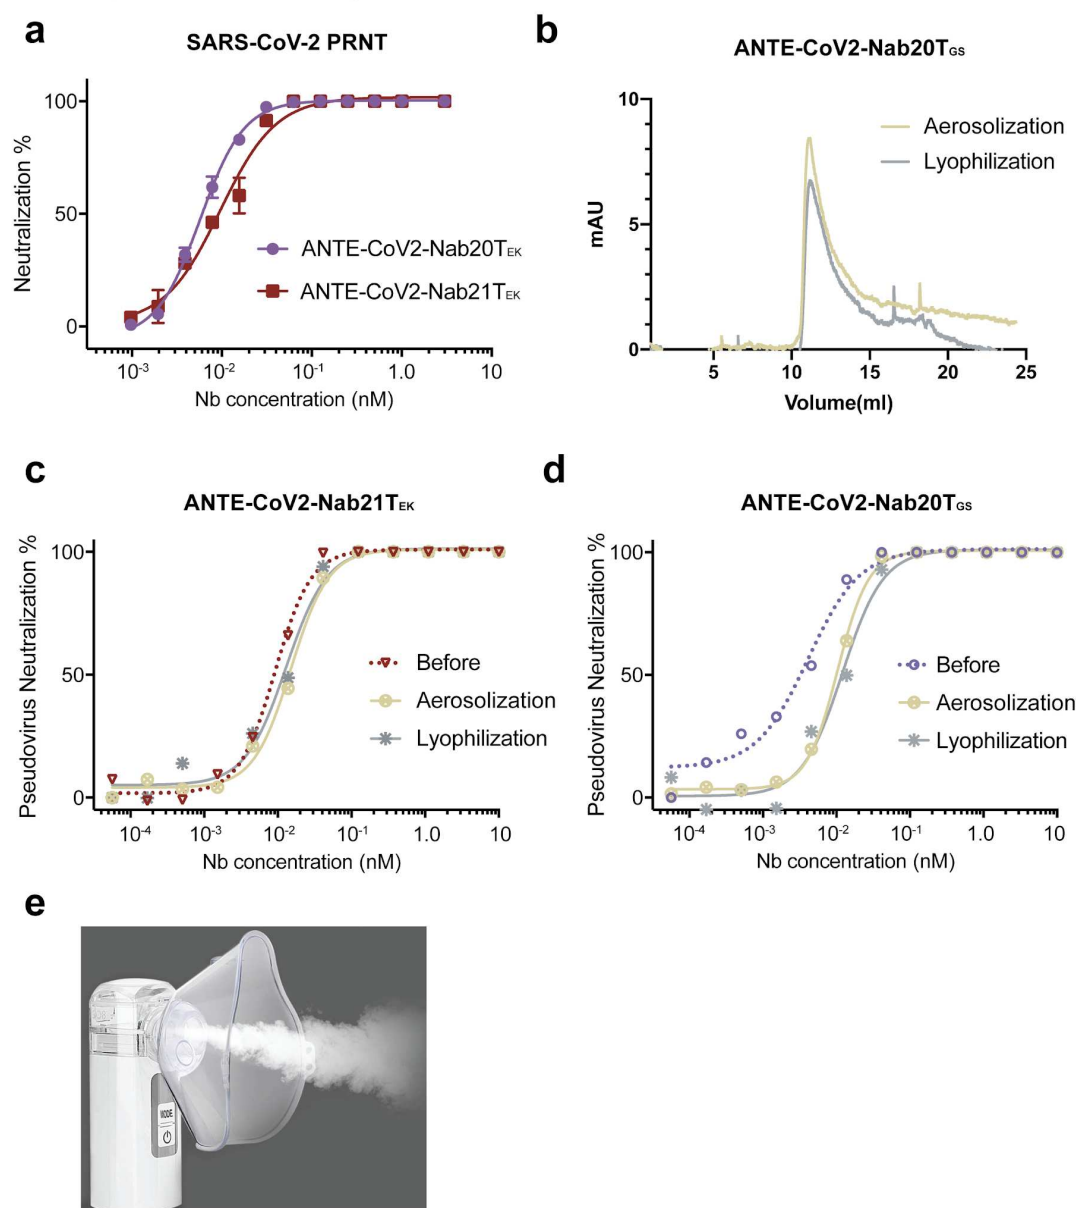 a
SARS-CoV-2 PRNT
Neutralization %
100
50
0
ANTE-CoV2-Nab20TEK
ANTE-CoV2-Nab21TEK
10-3
10-2
10-1
1.0
10
Nb concentration (nM)
b
ANTE-CoV2-Nab20TGS
mAU
10
5
0
Aerosolization
Lyophilization
5
10
15
20
25
Volume(ml)
c
ANTE-CoV2-Nab21TEK
Pseudovirus Neutralization %
100
50
0
Before
Aerosolization
Lyophilization
10-4
10-3
10-2
10-1
1.0
10
Nb concentration (nM)
d
ANTE-CoV2-Nab20TGS
Pseudovirus Neutralization %
100
50
0
Before
Aerosolization
Lyophilization
10-4
10-3
10-2
10-1
1.0
10
Nb concentration (nM)
e
MODE